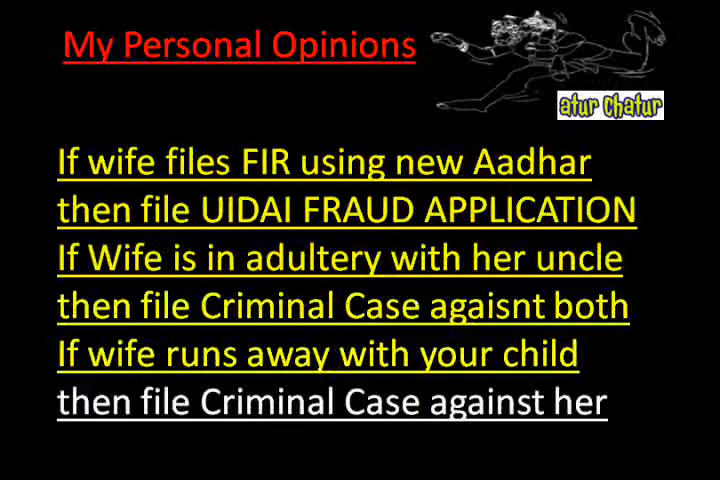 My Personal Opinions
atur Chatur
If wife files FIR using new Aadhar
then file UIDAI FRAUD APPLICATION
If Wife is in adultery with her uncle
then file Criminal Case agaisnt both
If wife runs away with your child
then file Criminal Case against her